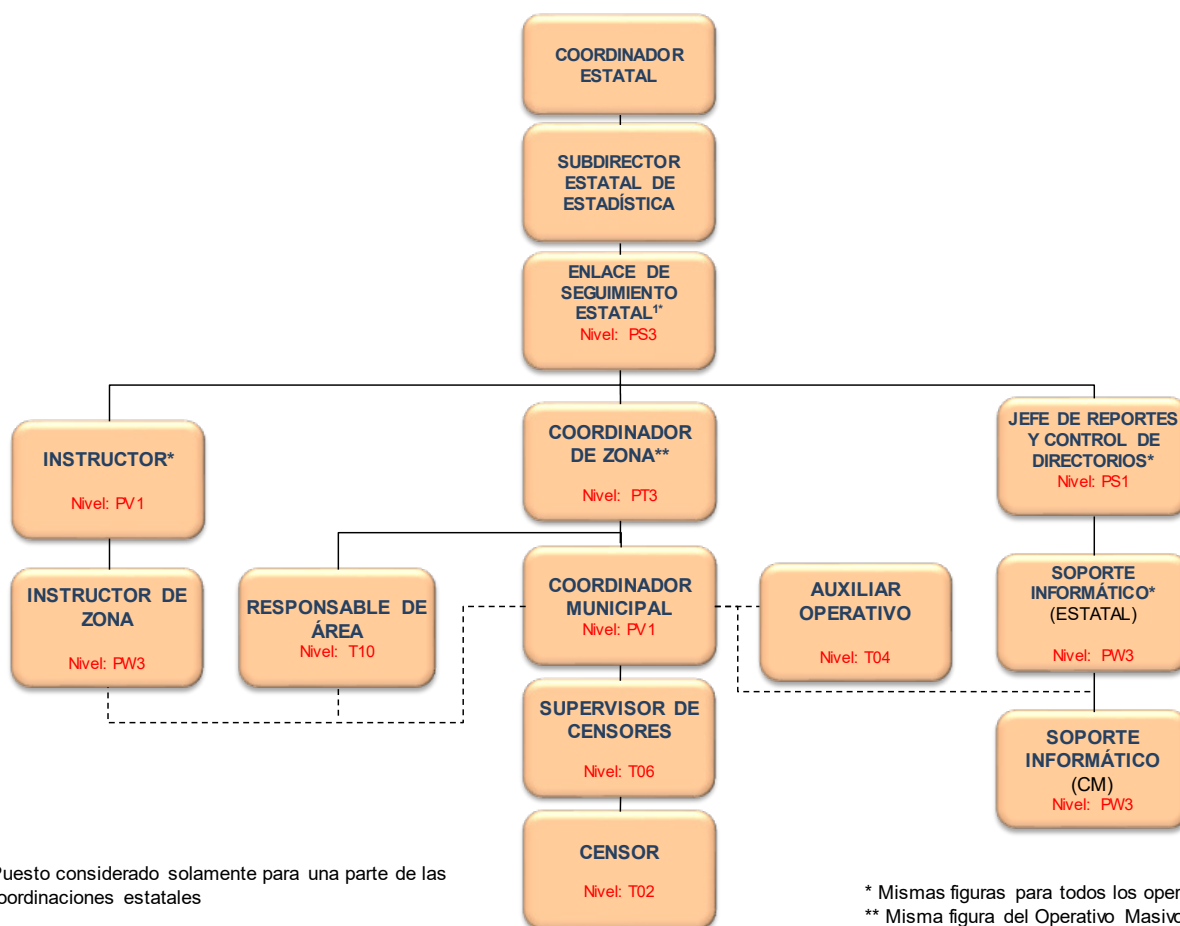 COORDINADOR
ESTATAL
SUBDIRECTOR
ESTATAL DE
ESTADÍSTICA
ENLACE DE
SEGUIMIENTO
ESTATAL¹*
Nivel: PS3
INSTRUCTOR*
Nivel: PV1
COORDINADOR
DE ZONA**
Nivel: PT3
JEFE DE REPORTES
Y CONTROL DE
DIRECTORIOS*
Nivel: PS1
INSTRUCTOR DE
ZONA
Nivel: PW3
RESPONSABLE DE
ÁREA
Nivel: T10
COORDINADOR
MUNICIPAL
Nivel: PV1
AUXILIAR
OPERATIVO
Nivel: T04
SOPORTE
INFORMÁTICO*
(ESTATAL)
Nivel: PW3
SUPERVISOR DE
CENSORES
Nivel: T06
SOPORTE
INFORMÁTICO
(CM)
Nivel: PW3
CENSOR
Nivel: T02
Puesto considerado solamente para una parte de las
coordinaciones estatales
* Mismas figuras para todos los oper
** Misma figura del Operativo Masivo